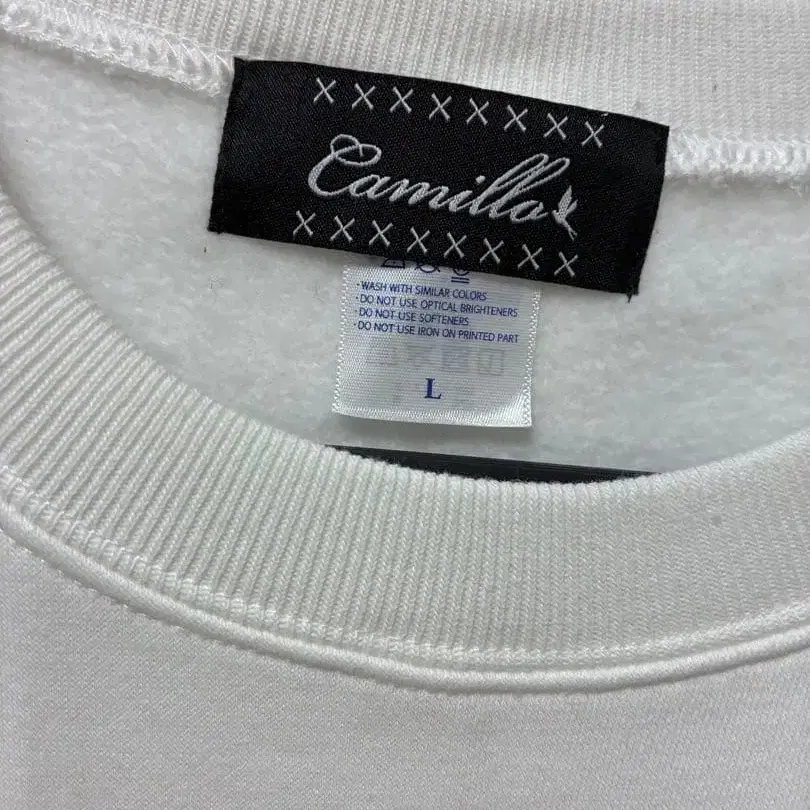 ××××××××
Camillo
××××××××
·WASH WITH SIMILAR COLORS
·DO NOT USE OPTICAL BRIGHTENERS
·DO NOT USE SOFTENERS
·DO NOT USE IRON ON PRINTED PART
L